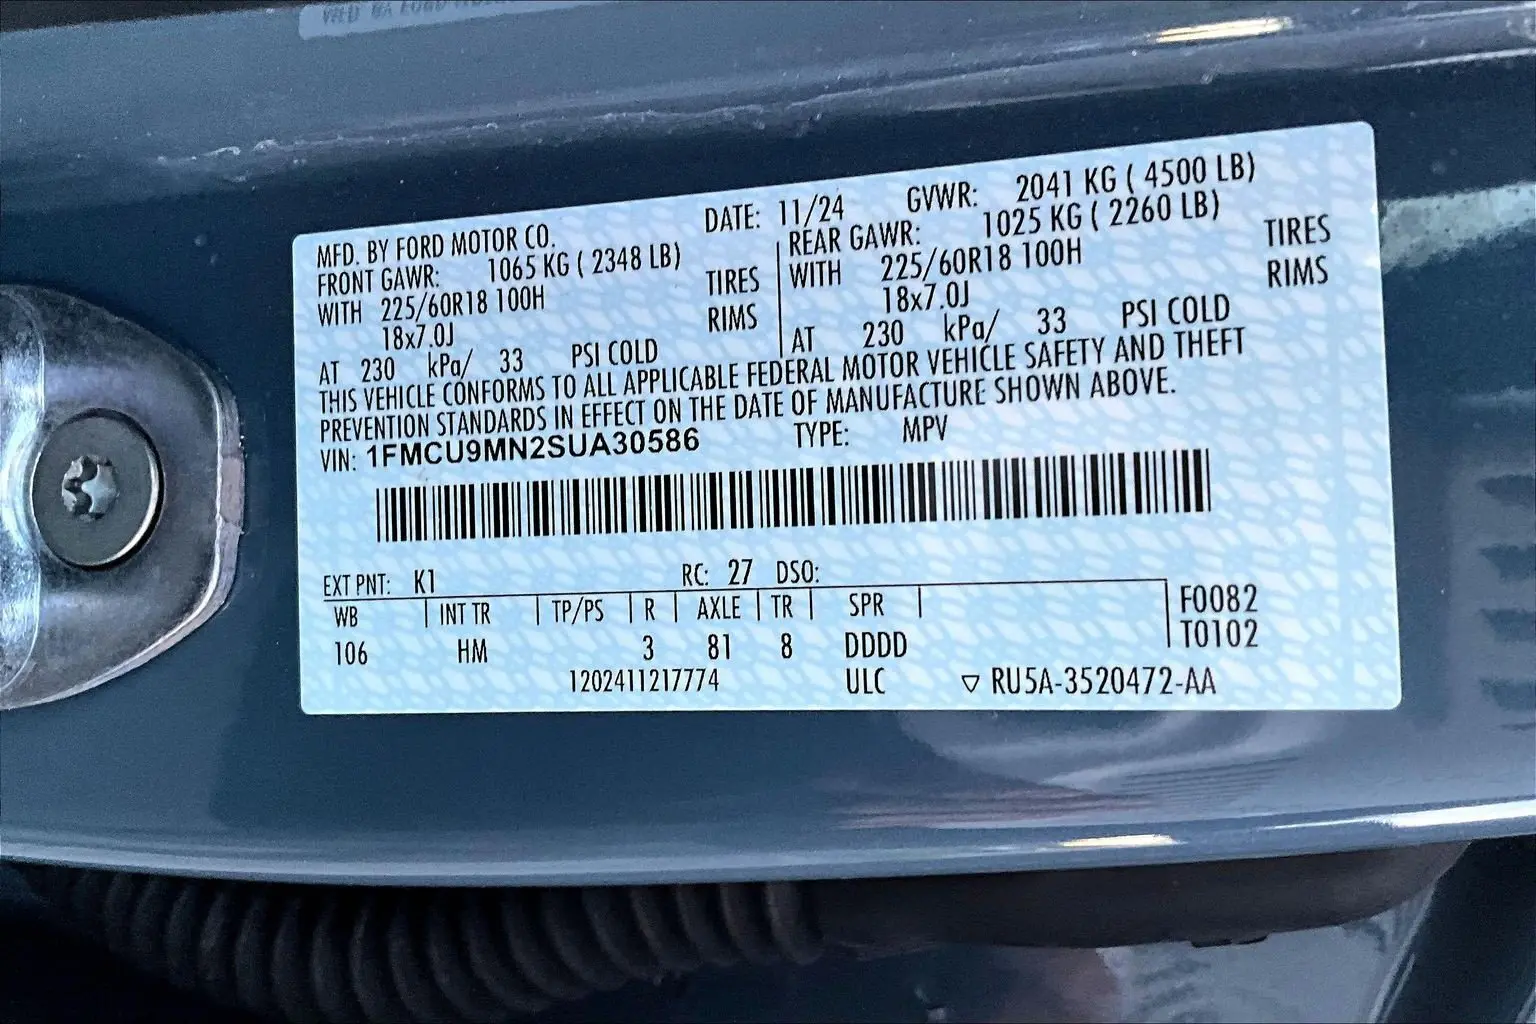 MFD. BY FORD MOTOR CO. DATE: 11/24 GVWR: 2041 KG ( 4500 LB)
FRONT GAWR: 1065 KG ( 2348 LB) REAR GAWR: 1025 KG ( 2260 LB)
WITH 225/60R18 100H TIRES WITH 225/60R18 100H TIRES
18x7.0J RIMS 18x7.0J RIMS
AT 230 kPa/ 33 PSI COLD AT 230 kPa/ 33 PSI COLD
THIS VEHICLE CONFORMS TO ALL APPLICABLE FEDERAL MOTOR VEHICLE SAFETY AND THEFT
PREVENTION STANDARDS IN EFFECT ON THE DATE OF MANUFACTURE SHOWN ABOVE.
VIN: 1FMCU9MN2SUA30586 TYPE: MPV
EXT PNT: K1 RC: 27 DSO:
WB INT TR TP/PS R AXLE TR SPR F0082
106 HM 3 81 8 DDDD T0102
1202411217774 ULC ▽ RU5A-3520472-AA